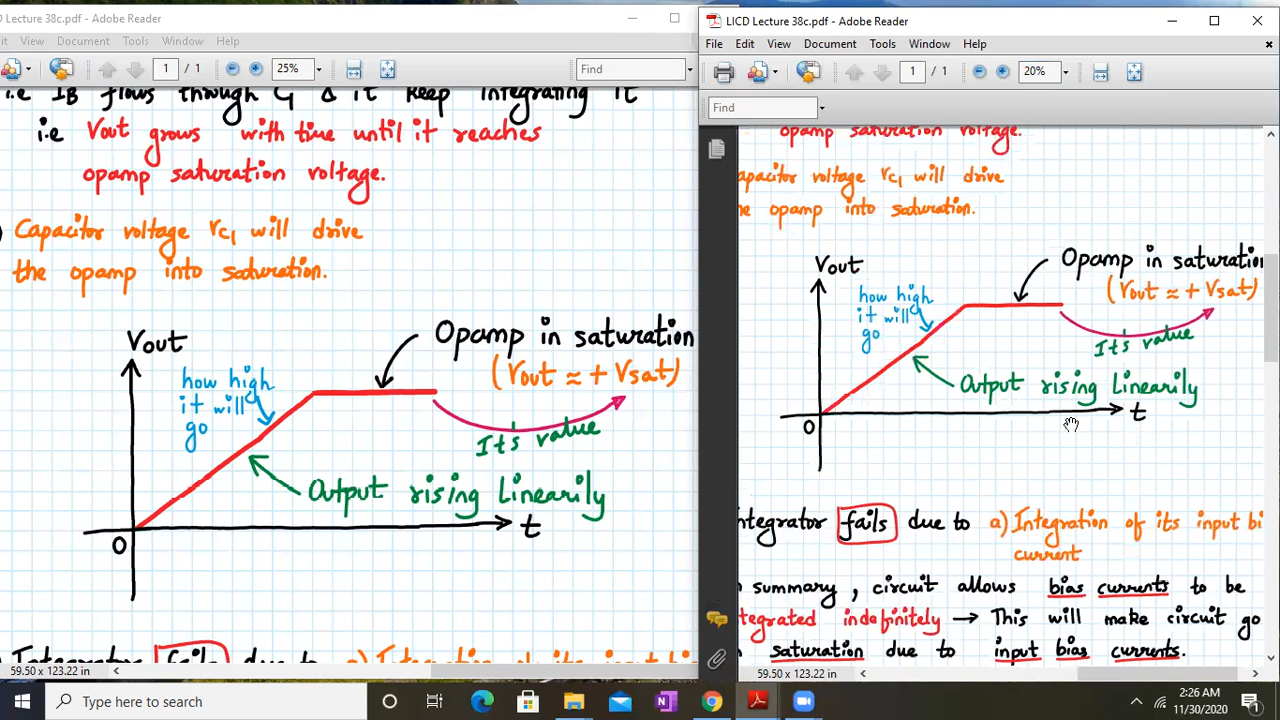 D Lecture 38c.pdf - Adobe Reader
it View Document Tools Window Help
1 / 1 25% Find
i.e IB flows through C1 & it keep integrating it
i.e Vout grows with time until it reaches
opamp saturation voltage.
Capacitor voltage Vc1 will drive
the opamp into saturation.
Vout
how high
it will
go
Opamp in saturation
(Vout ≈ + Vsat)
It's value
Output rising Linearily
0
t
Integrator fails due to a) Integration of its input bi
59.50 x 123.22 in
LICD Lecture 38c.pdf - Adobe Reader
File Edit View Document Tools Window Help
1 / 1 20%
Find
opamp saturation voltage.
apacitor voltage Vc1 will drive
he opamp into saturation.
Vout
how high
it will
go
Opamp in saturation
(Vout ≈ + Vsat)
It's value
Output rising Linearily
0
t
ntegrator fails due to a) Integration of its input bi
current
summary, circuit allows bias currents to be
tegrated indefinitely → This will make circuit go
saturation due to input bias currents.
59.50 x 123.22 in
Type here to search
2:26 AM
11/30/2020